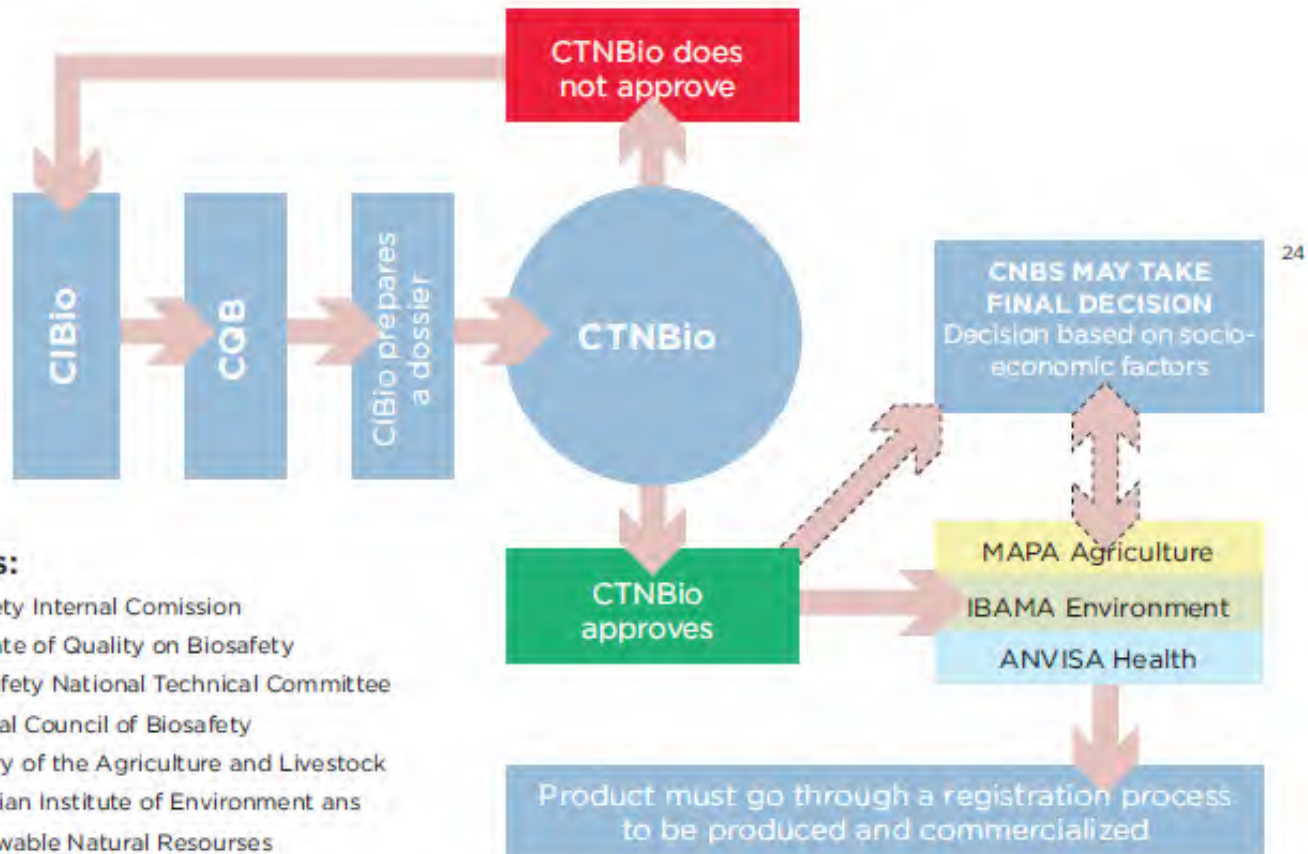 CTNBio does
not approve
CIBio
CQB
CIBio prepares
a dossier
CTNBio
CNBS MAY TAKE
FINAL DECISION
Decision based on socio-
economic factors
24
CTNBio
approves
MAPA Agriculture
IBAMA Environment
ANVISA Health
Product must go through a registration process
to be produced and commercialized
s:
ety Internal Comission
ate of Quality on Biosafety
fety National Technical Committee
al Council of Biosafety
y of the Agriculture and Livestock
ian Institute of Environment ans
wable Natural Resourses